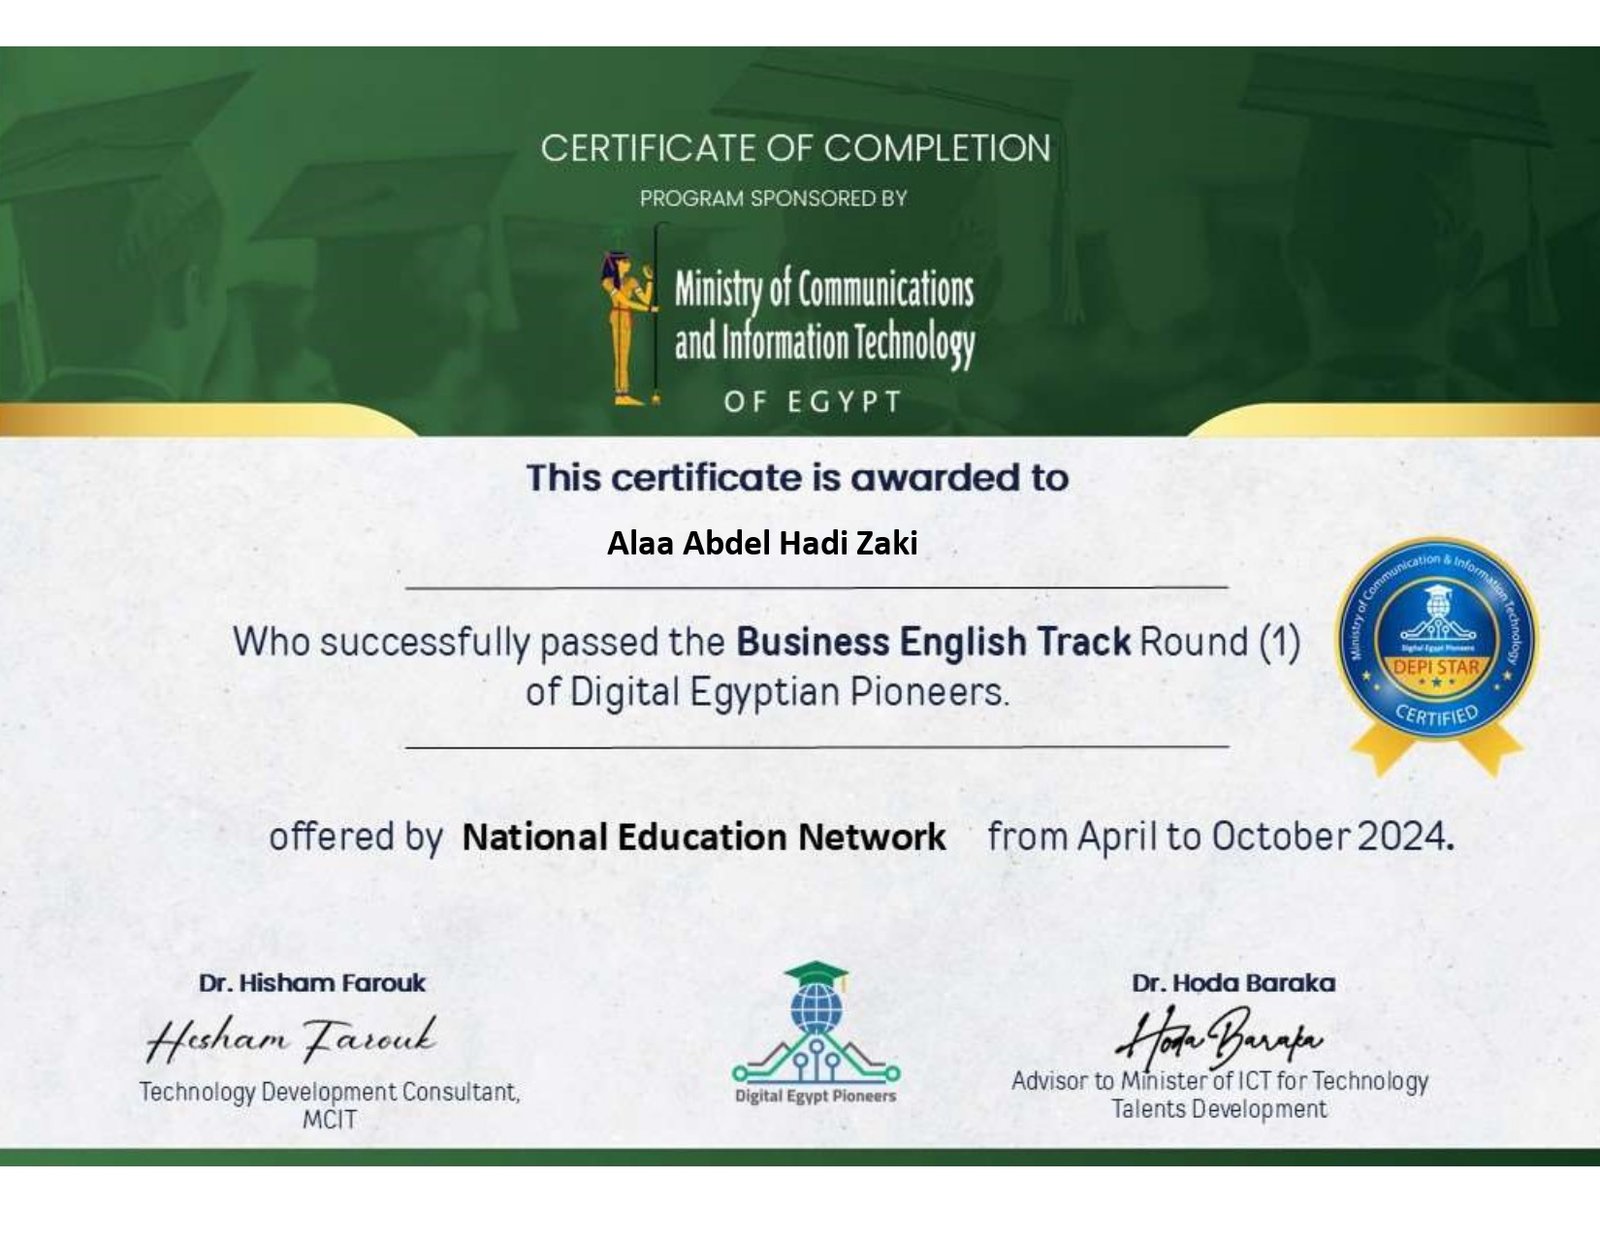 CERTIFICATE OF COMPLETION
PROGRAM SPONSORED BY
Ministry of Communications
and Information Technology
OF EGYPT
This certificate is awarded to
Alaa Abdel Hadi Zaki
Who successfully passed the Business English Track Round (1)
of Digital Egyptian Pioneers.
Ministry of Communication & Information Technology
Digital Egypt Pioneers
DEPI STAR
CERTIFIED
offered by National Education Network from April to October 2024.
Dr. Hisham Farouk
Hisham Farouk
Technology Development Consultant,
MCIT
Digital Egypt Pioneers
Dr. Hoda Baraka
Hoda Baraka
Advisor to Minister of ICT for Technology
Talents Development